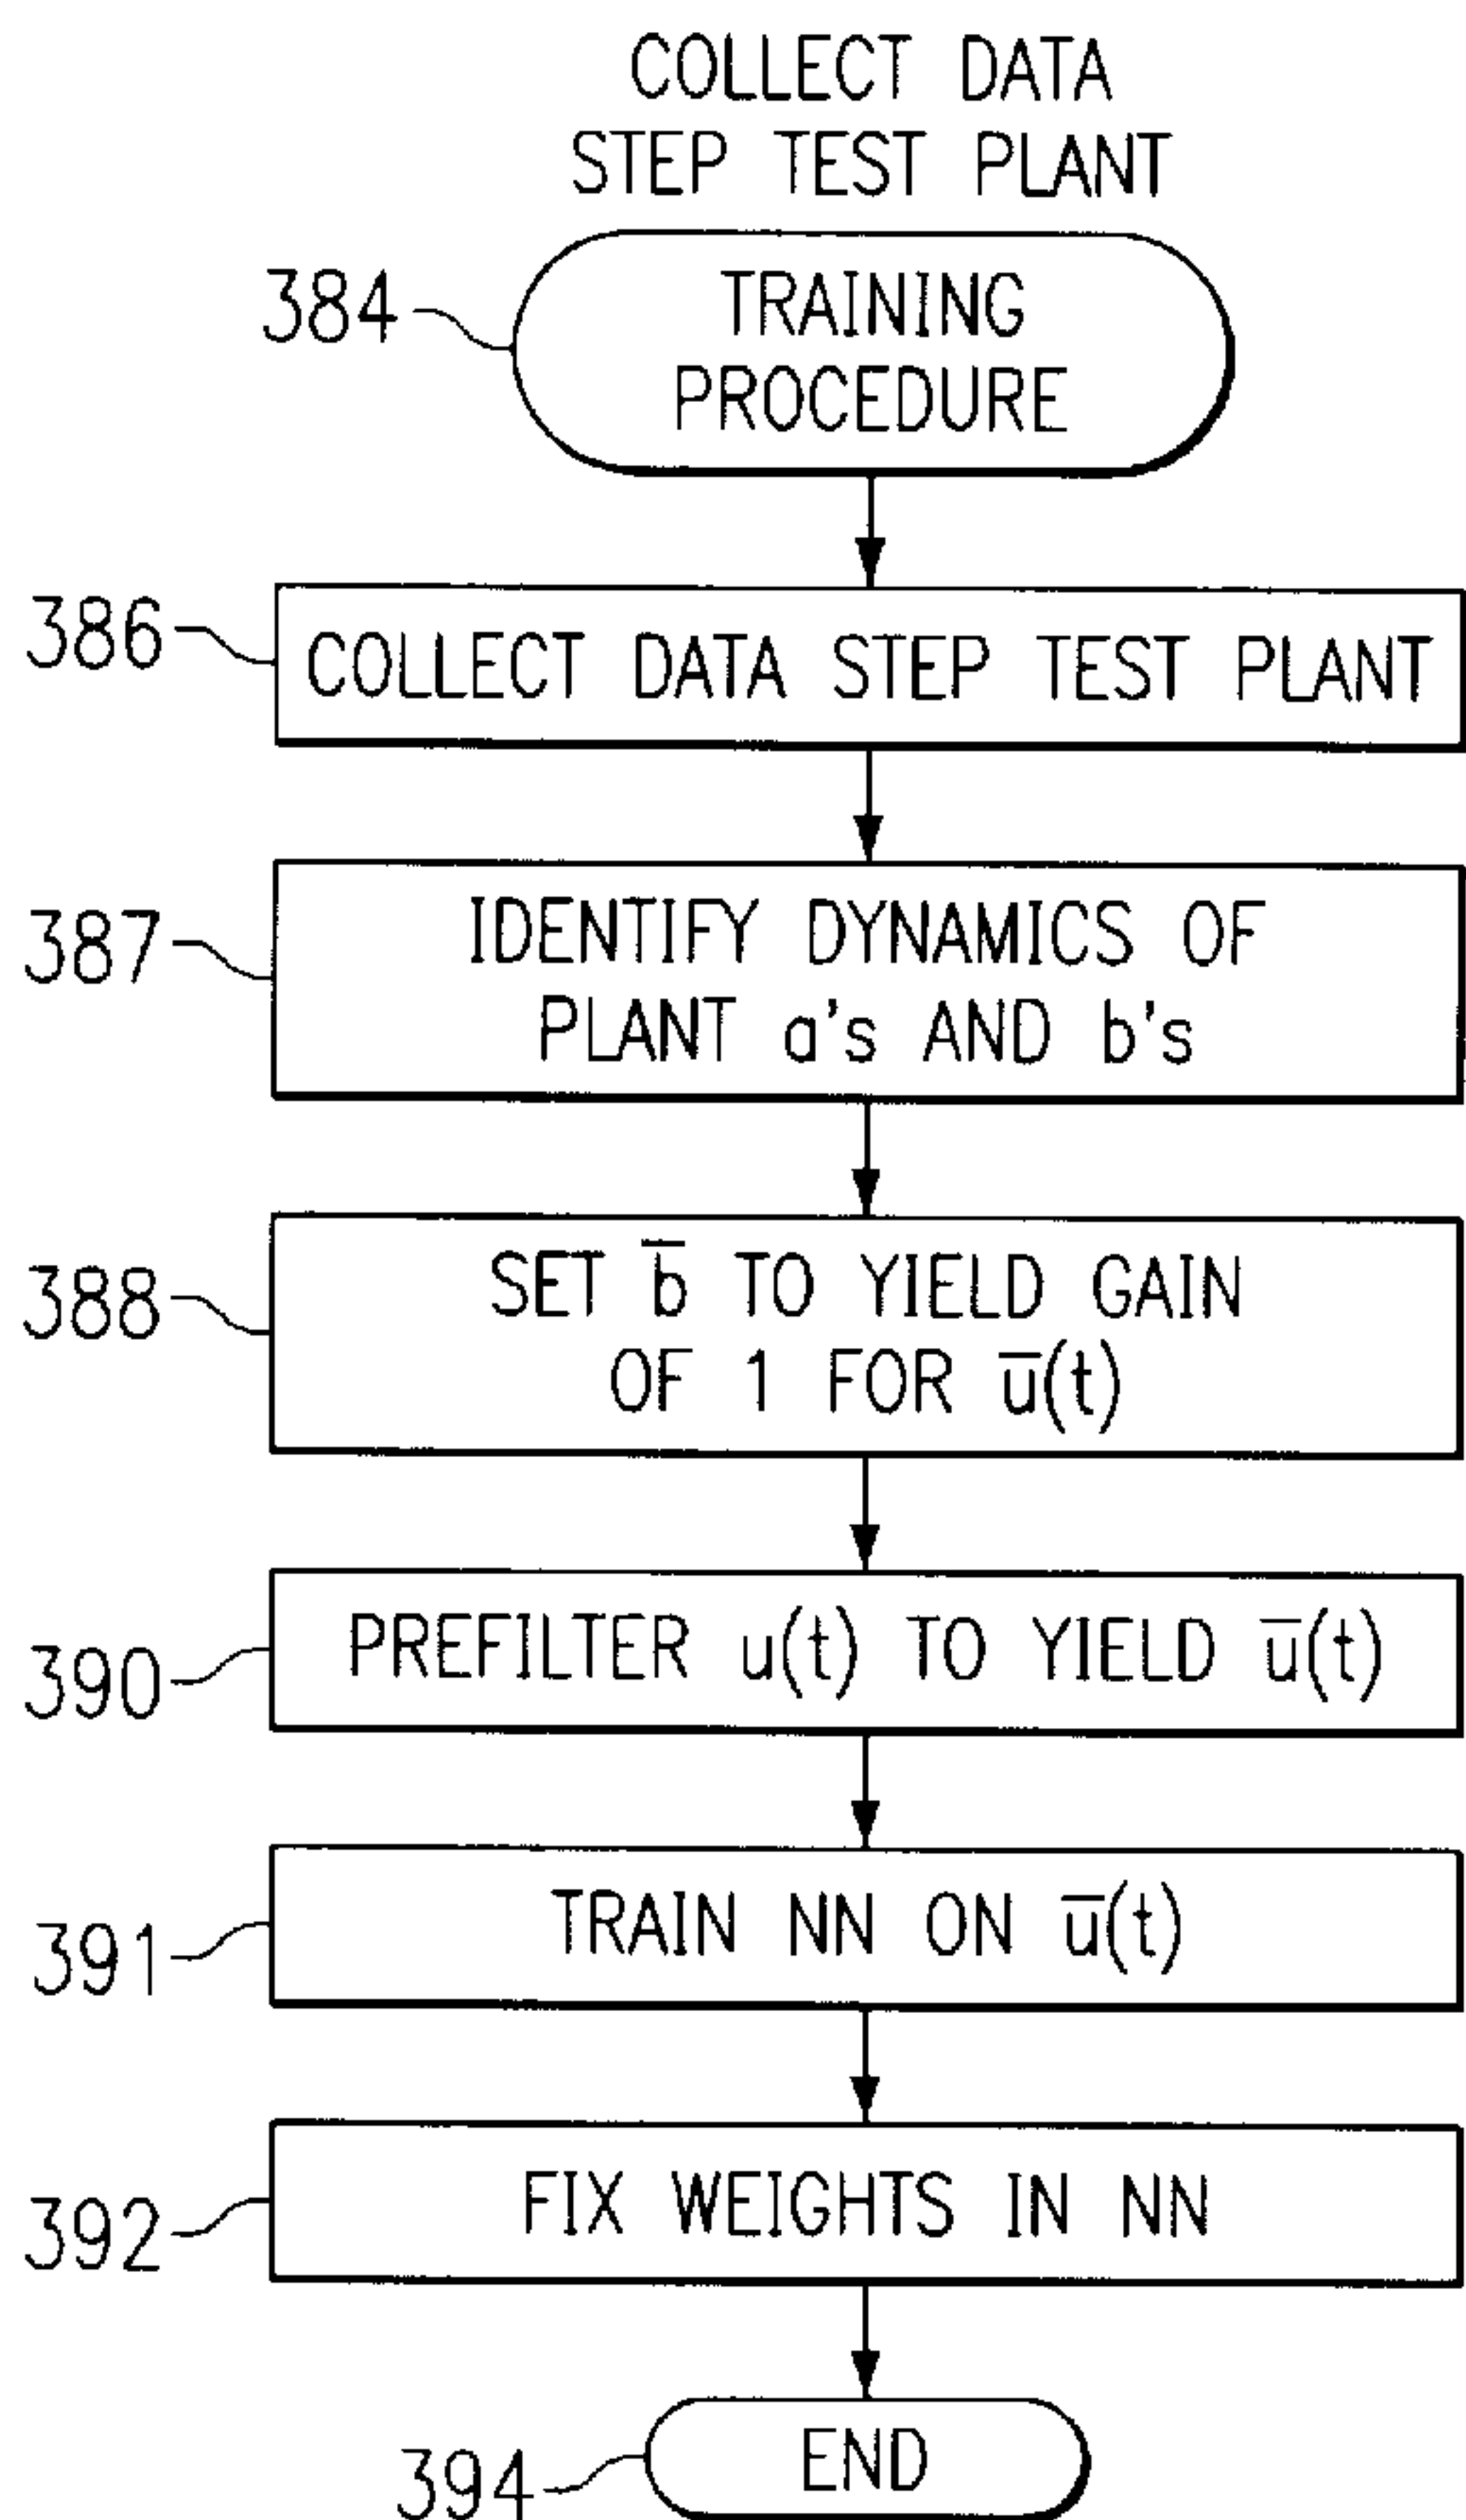 COLLECT DATA
STEP TEST PLANT
384
TRAINING
PROCEDURE
386
COLLECT DATA STEP TEST PLANT
387
IDENTIFY DYNAMICS OF
PLANT a's AND b's
388
SET b̅ TO YIELD GAIN
OF 1 FOR u̅(t)
390
PREFILTER u(t) TO YIELD u̅(t)
391
TRAIN NN ON u̅(t)
392
FIX WEIGHTS IN NN
394
END